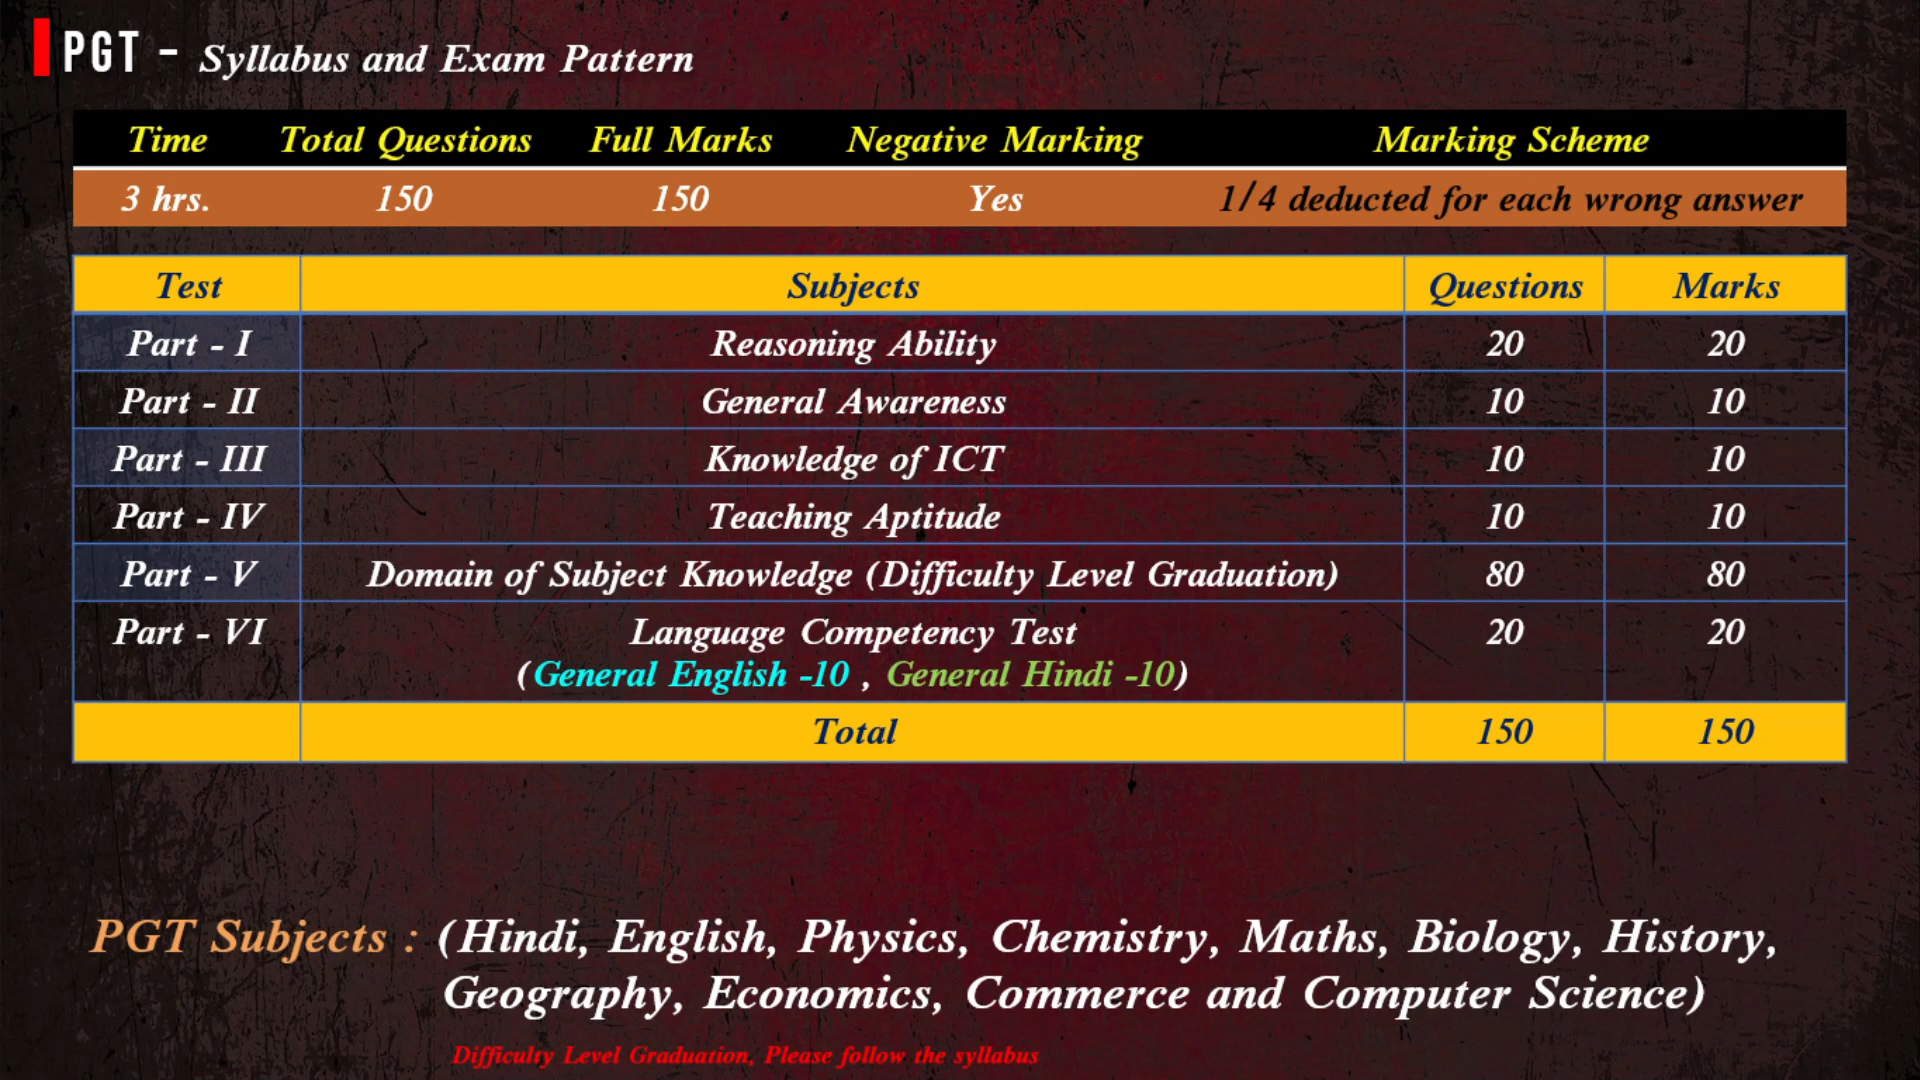 PGT - Syllabus and Exam Pattern
Time Total Questions Full Marks Negative Marking Marking Scheme
3 hrs. 150 150 Yes 1/4 deducted for each wrong answer
Test Subjects Questions Marks
Part - I Reasoning Ability 20 20
Part - II General Awareness 10 10
Part - III Knowledge of ICT 10 10
Part - IV Teaching Aptitude 10 10
Part - V Domain of Subject Knowledge (Difficulty Level Graduation) 80 80
Part - VI Language Competency Test 20 20
(General English -10 , General Hindi -10)
Total 150 150
PGT Subjects : (Hindi, English, Physics, Chemistry, Maths, Biology, History,
Geography, Economics, Commerce and Computer Science)
Difficulty Level Graduation, Please follow the syllabus